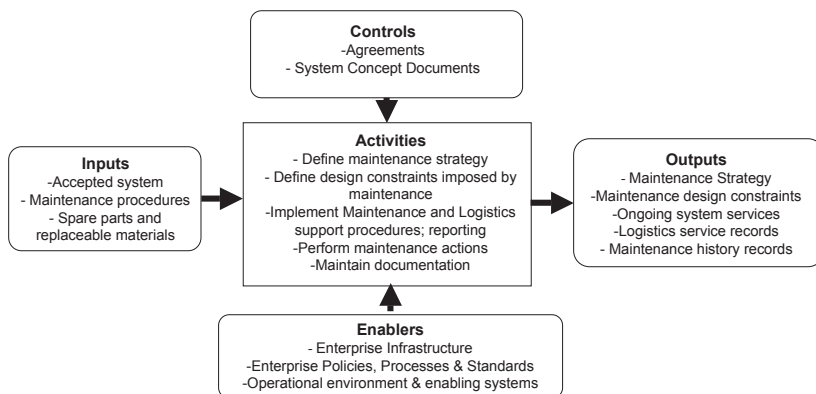 Controls
-Agreements
- System Concept Documents
Inputs
-Accepted system
- Maintenance procedures
- Spare parts and
replaceable materials
Activities
- Define maintenance strategy
- Define design constraints imposed by
maintenance
-Implement Maintenance and Logistics
support procedures; reporting
-Perform maintenance actions
-Maintain documentation
Outputs
- Maintenance Strategy
-Maintenance design constraints
-Ongoing system services
-Logistics service records
- Maintenance history records
Enablers
- Enterprise Infrastructure
-Enterprise Policies, Processes & Standards
-Operational environment & enabling systems